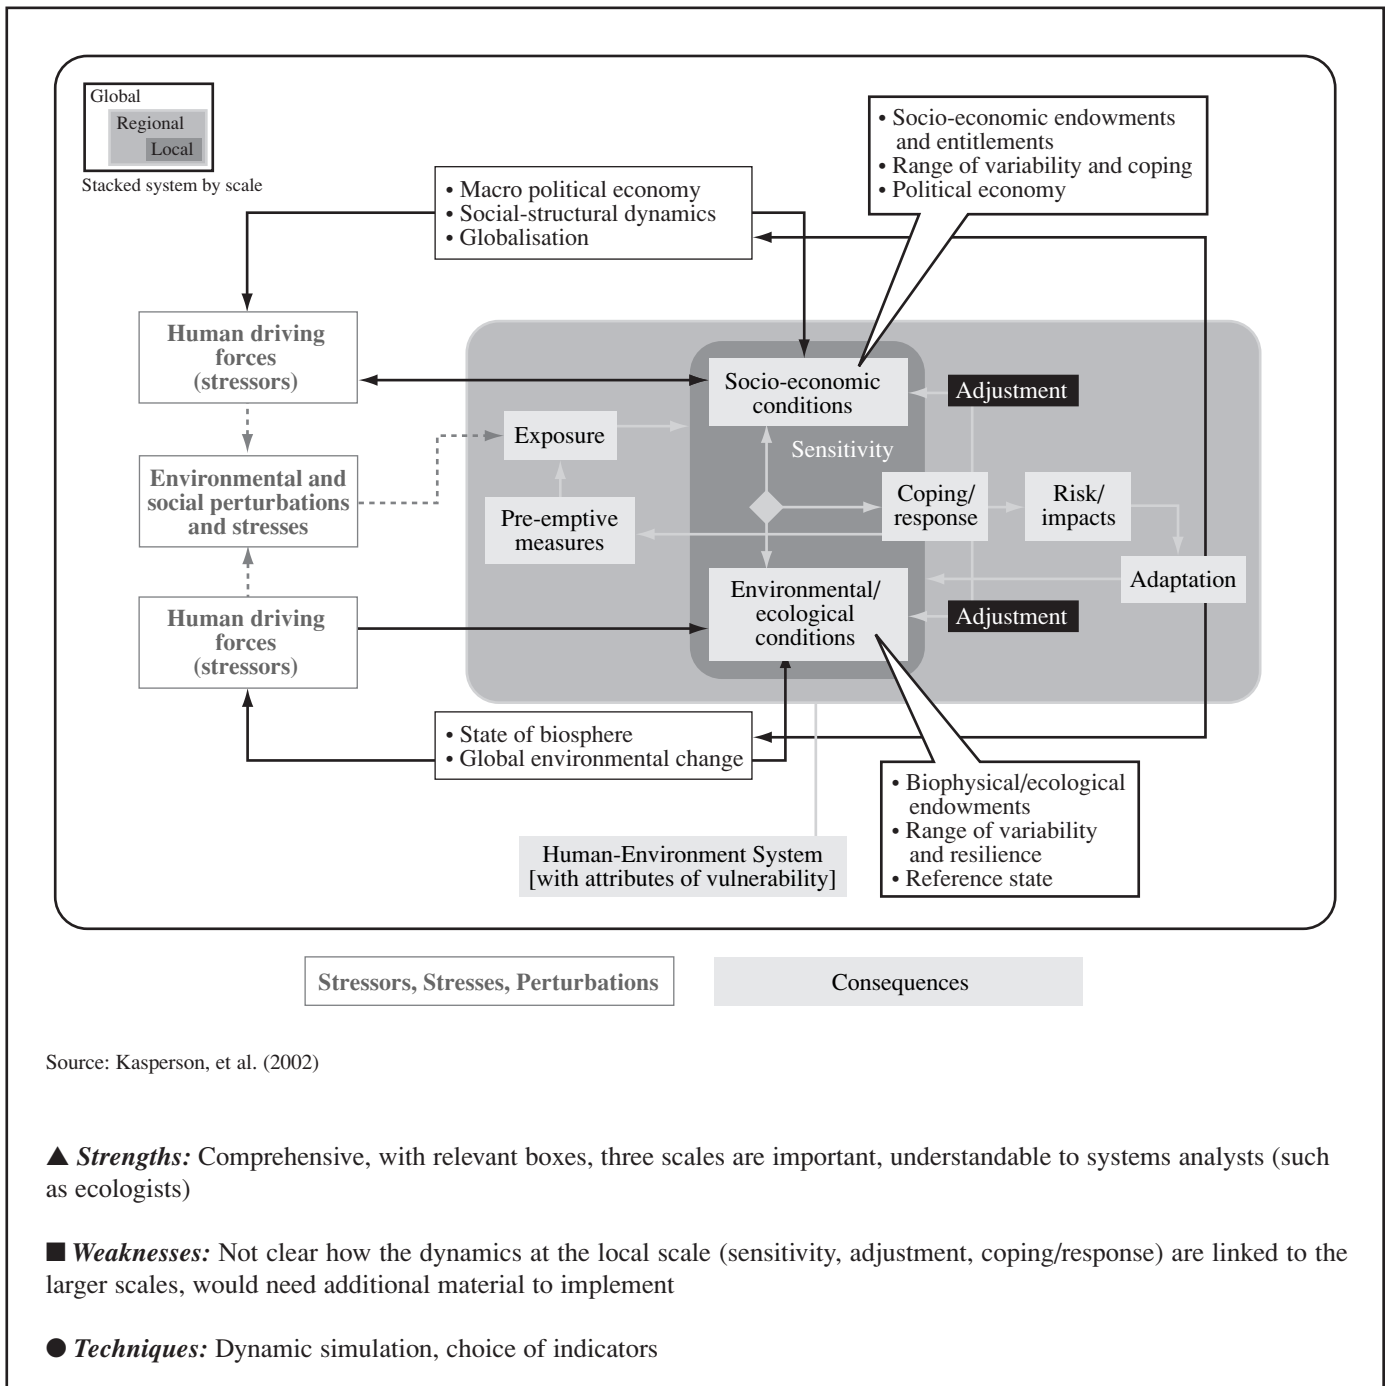 Global
Regional
Local
Stacked system by scale
• Macro political economy
• Social-structural dynamics
• Globalisation
• Socio-economic endowments
and entitlements
• Range of variability and coping
• Political economy
Human driving
forces
(stressors)
Environmental and
social perturbations
and stresses
Human driving
forces
(stressors)
Exposure
Pre-emptive
measures
Socio-economic
conditions
Sensitivity
Environmental/
ecological
conditions
Adjustment
Coping/
response
Risk/
impacts
Adaptation
Adjustment
• State of biosphere
• Global environmental change
• Biophysical/ecological
endowments
• Range of variability
and resilience
• Reference state
Human-Environment System
[with attributes of vulnerability]
Stressors, Stresses, Perturbations
Consequences
Source: Kasperson, et al. (2002)
▲ Strengths: Comprehensive, with relevant boxes, three scales are important, understandable to systems analysts (such
as ecologists)
■ Weaknesses: Not clear how the dynamics at the local scale (sensitivity, adjustment, coping/response) are linked to the
larger scales, would need additional material to implement
● Techniques: Dynamic simulation, choice of indicators